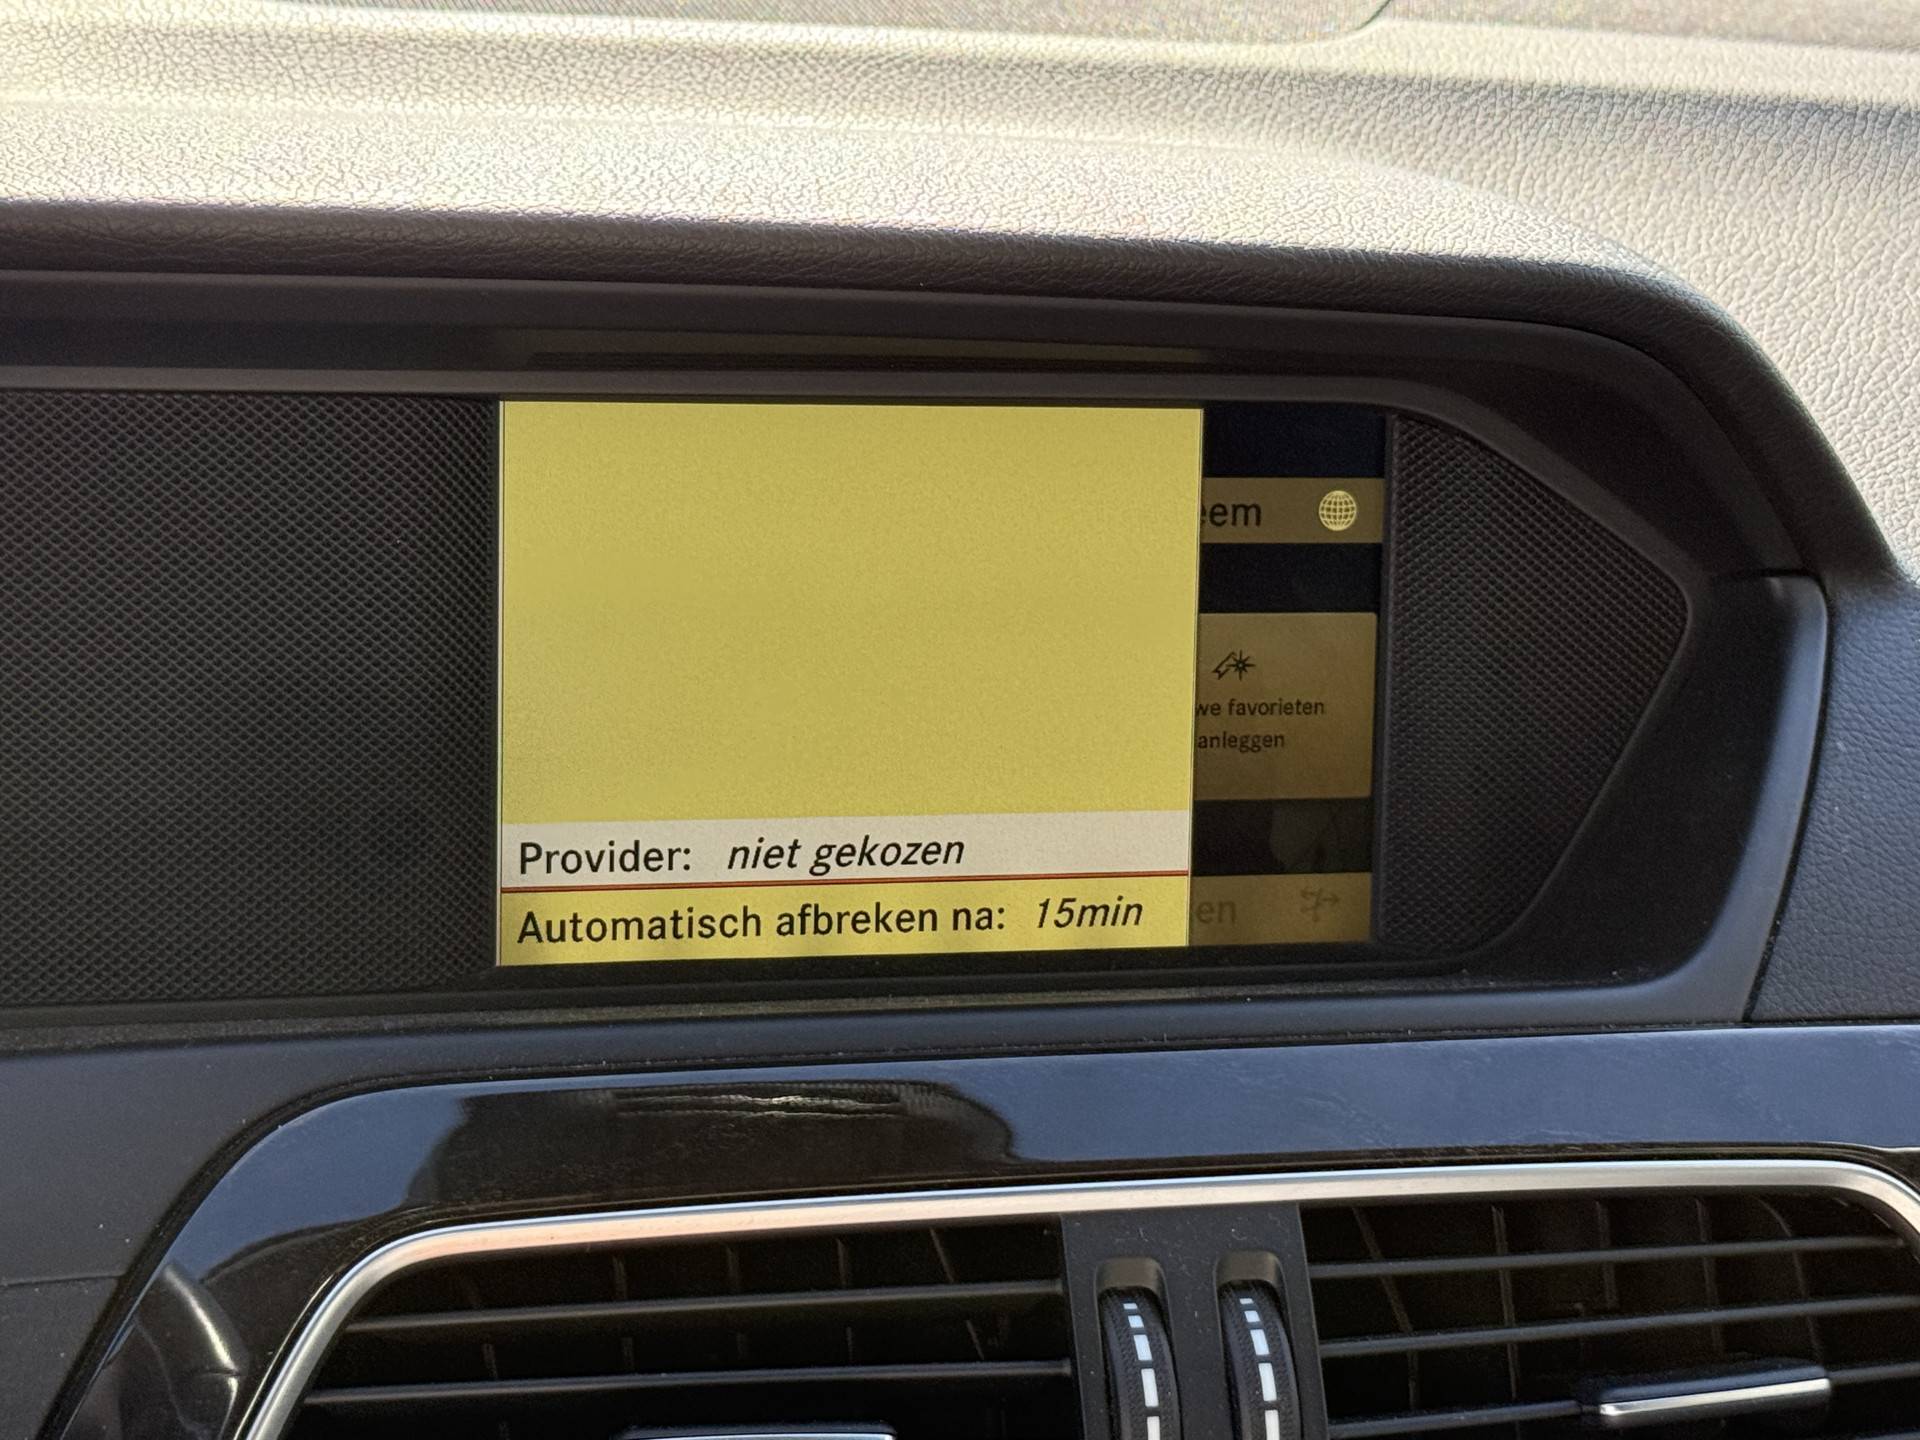 eem
we favorieten
anleggen
Provider: niet gekozen
Automatisch afbreken na: 15min
en